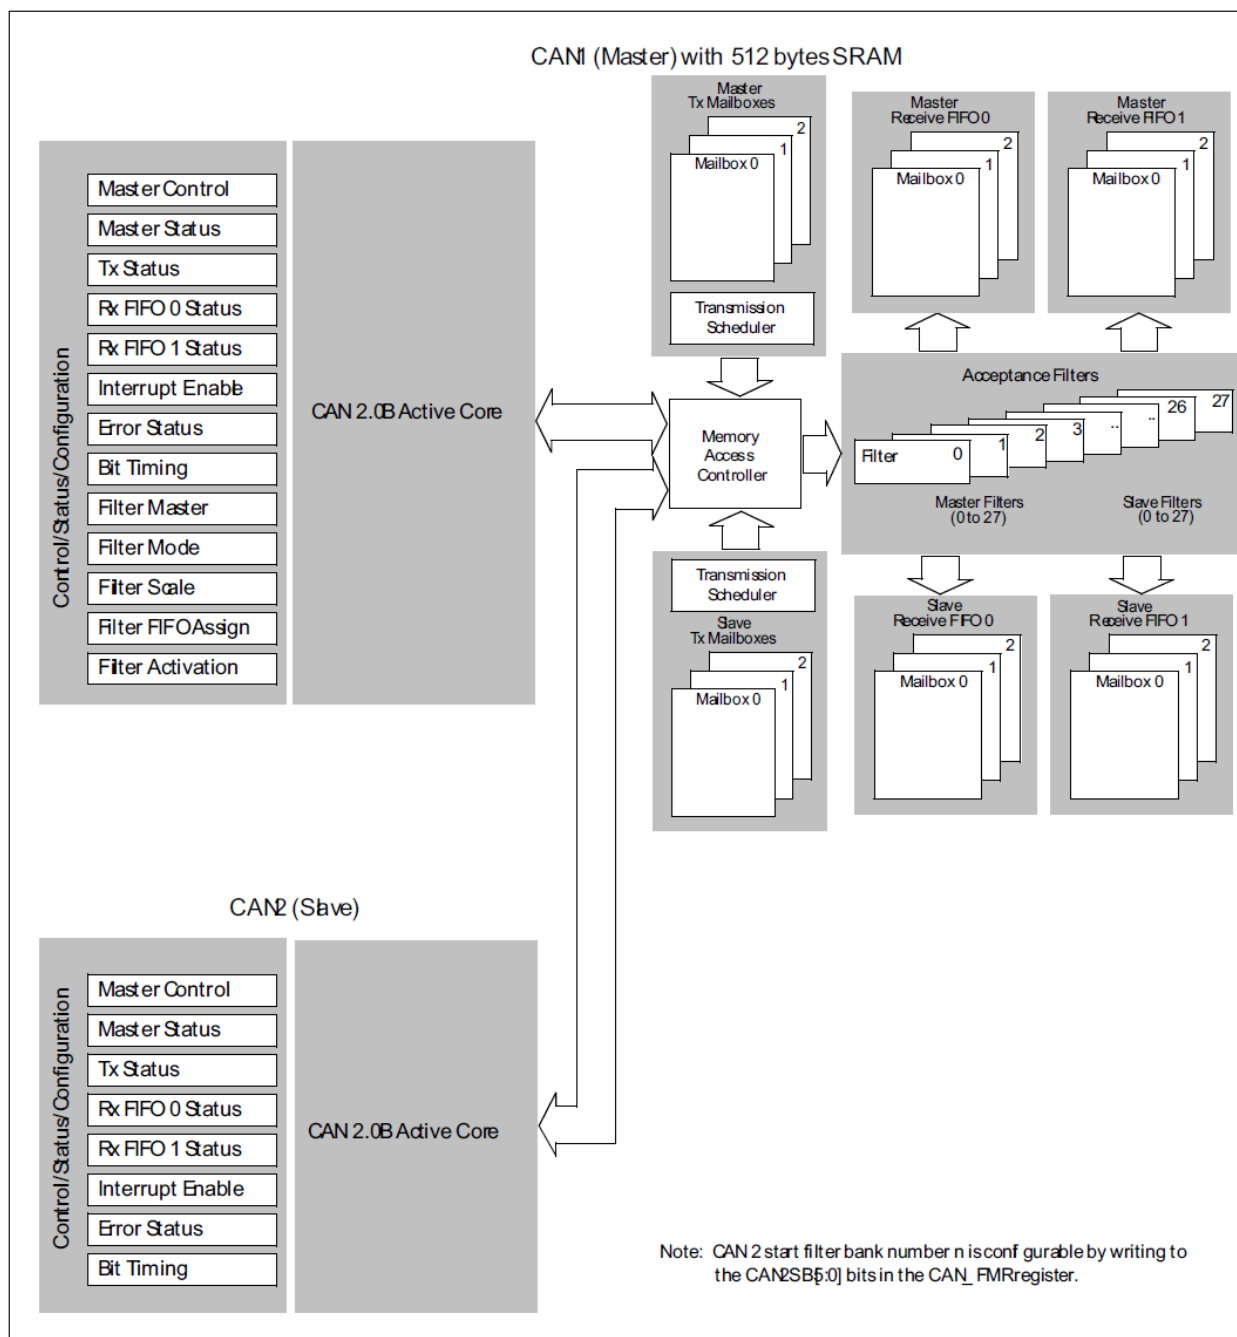 CAN1 (Master) with 512 bytes SRAM
Master
Tx Mailboxes
2
1
Mailbox 0
Transmission
Scheduler
Master
Receive FIFO 0
2
1
Mailbox 0
Master
Receive FIFO 1
2
1
Mailbox 0
Control/Status/Configuration
Master Control
Master Status
Tx Status
Rx FIFO 0 Status
Rx FIFO 1 Status
Interrupt Enable
Error Status
Bit Timing
Filter Master
Filter Mode
Filter Scale
Filter FIFO Assign
Filter Activation
CAN 2.0B Active Core
Memory
Access
Controller
Acceptance Filters
Filter 0
1
2
3
..
..
26
27
Master Filters
(0 to 27)
Slave Filters
(0 to 27)
Transmission
Scheduler
Slave
Tx Mailboxes
2
1
Mailbox 0
Slave
Receive FIFO 0
2
1
Mailbox 0
Slave
Receive FIFO 1
2
1
Mailbox 0
CAN2 (Slave)
Control/Status/Configuration
Master Control
Master Status
Tx Status
Rx FIFO 0 Status
Rx FIFO 1 Status
Interrupt Enable
Error Status
Bit Timing
CAN 2.0B Active Core
Note: CAN 2 start filter bank number n is configurable by writing to
the CAN2SB[5:0] bits in the CAN_FMR register.